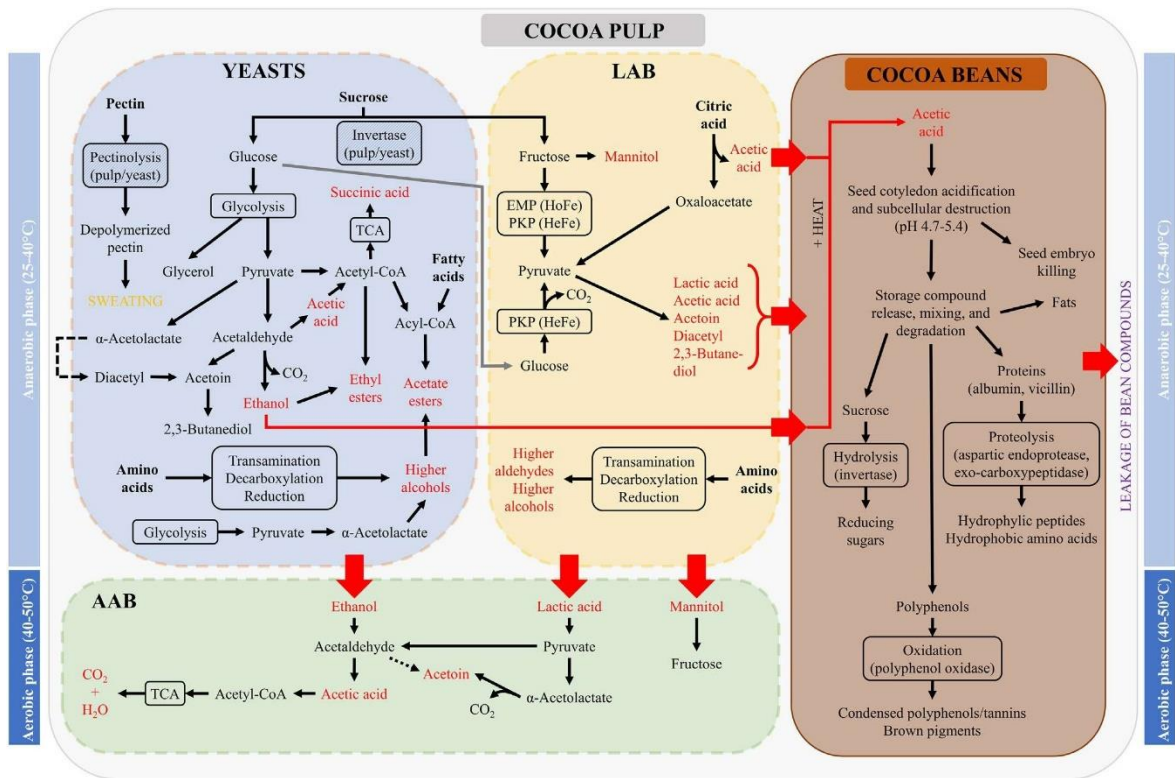 COCOA PULP
Anaerobic phase (25-40°C)
Aerobic phase (40-50°C)
YEASTS
Pectin
Pectinolysis
(pulp/yeast)
Depolymerized
pectin
SWEATING
Sucrose
Invertase
(pulp/yeast)
Glucose
Glycolysis
Glycerol
Pyruvate
Succinic acid
TCA
Acetyl-CoA
Fatty
acids
Acyl-CoA
Acetic
acid
α-Acetolactate
Acetaldehyde
Diacetyl
Acetoin
CO2
Ethanol
Ethyl
esters
Acetate
esters
2,3-Butanediol
Amino
acids
Transamination
Decarboxylation
Reduction
Higher
alcohols
Glycolysis
Pyruvate
α-Acetolactate
LAB
Citric
acid
Fructose
Mannitol
Acetic
acid
EMP (HoFe)
PKP (HeFe)
Oxaloacetate
Pyruvate
CO2
PKP (HeFe)
Glucose
Lactic acid
Acetic acid
Acetoin
Diacetyl
2,3-Butane-
diol
Higher
aldehydes
Higher
alcohols
Transamination
Decarboxylation
Reduction
Amino
acids
+ HEAT
AAB
Ethanol
Lactic acid
Mannitol
Acetaldehyde
Pyruvate
Fructose
Acetoin
CO2
+
H2O
TCA
Acetyl-CoA
Acetic acid
CO2
α-Acetolactate
COCOA BEANS
Acetic
acid
Seed cotyledon acidification
and subcellular destruction
(pH 4.7-5.4)
Seed embryo
killing
Storage compound
release, mixing, and
degradation
Fats
Proteins
(albumin, vicillin)
Sucrose
Hydrolysis
(invertase)
Reducing
sugars
Proteolysis
(aspartic endoprotease,
exo-carboxypeptidase)
Hydrophylic peptides
Hydrophobic amino acids
Polyphenols
Oxidation
(polyphenol oxidase)
Condensed polyphenols/tannins
Brown pigments
LEAKAGE OF BEAN COMPOUNDS
Anaerobic phase (25-40°C)
Aerobic phase (40-50°C)